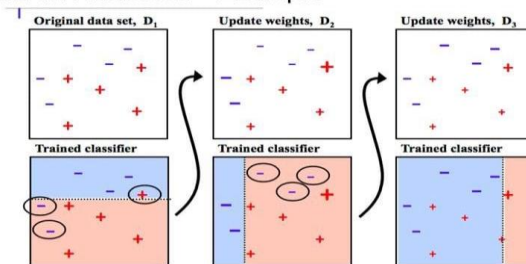 Original data set, D1
Update weights, D2
Update weights, D3
Trained classifier
Trained classifier
Trained classifier